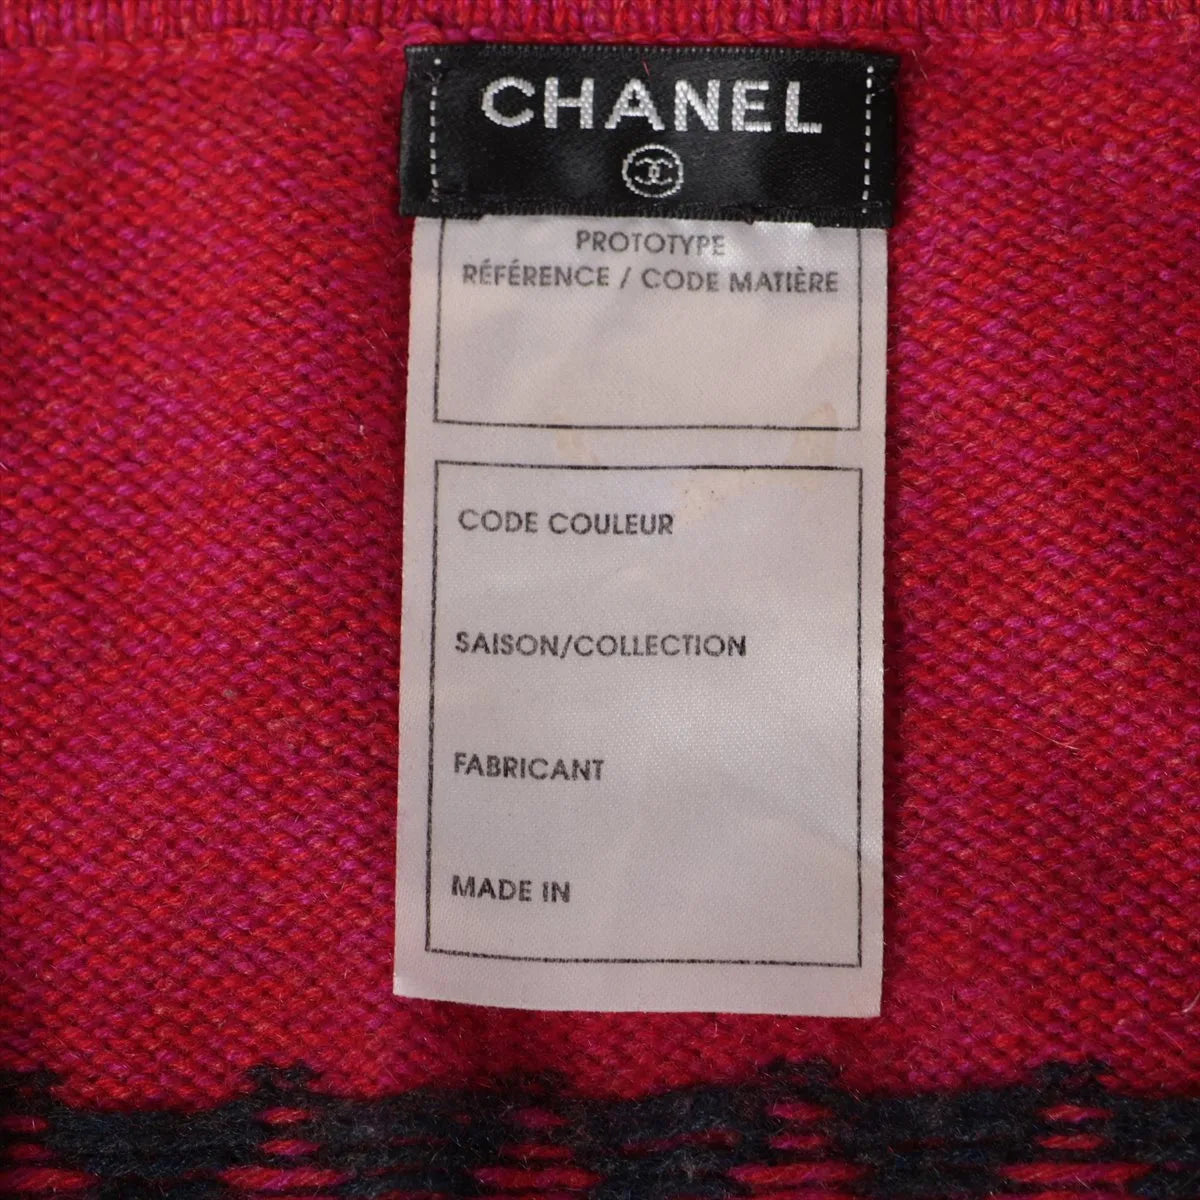 CHANEL
PROTOTYPE
RÉFÉRENCE / CODE MATIÈRE
CODE COULEUR
SAISON/COLLECTION
FABRICANT
MADE IN